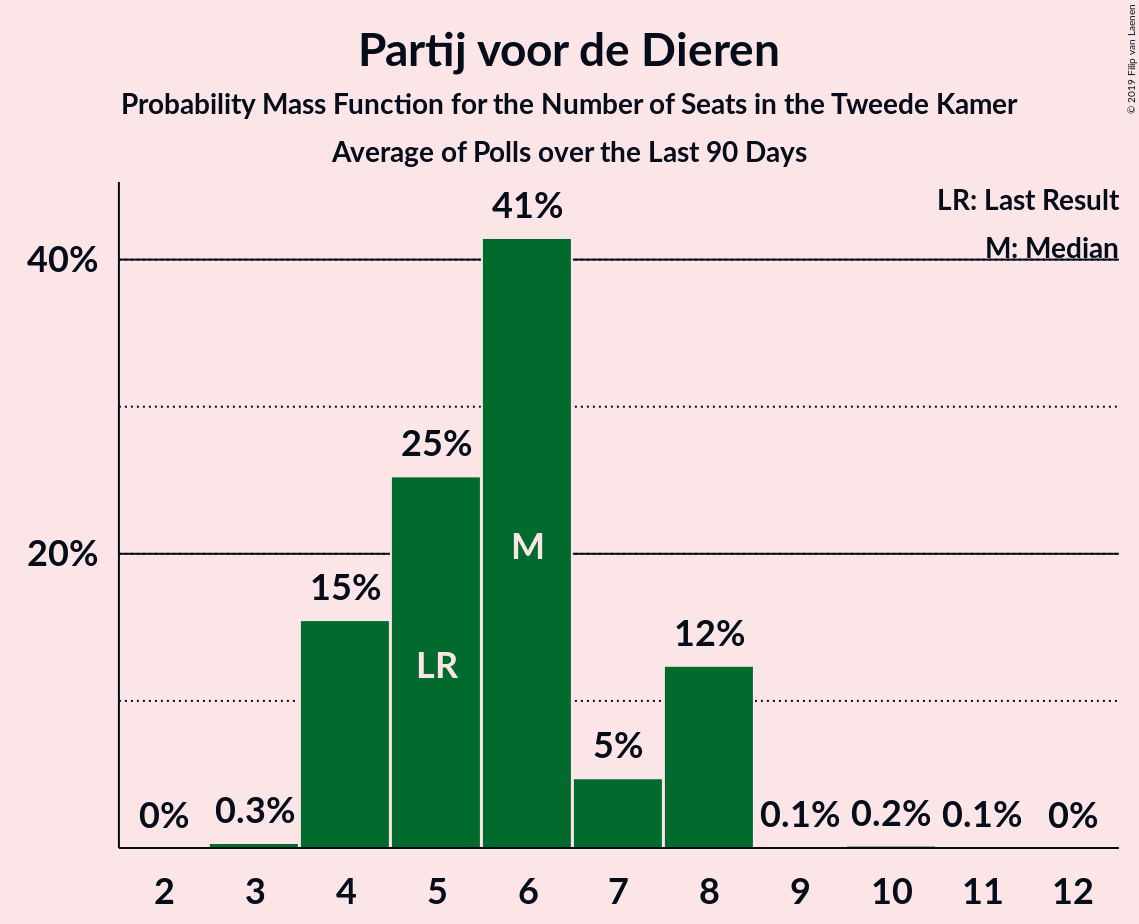 Partij voor de Dieren
Probability Mass Function for the Number of Seats in the Tweede Kamer
Average of Polls over the Last 90 Days
© 2019 Filip van Laenen
LR: Last Result
M: Median
40%
20%
0%
0.3%
15%
25%
41%
5%
12%
0.1%
0.2%
0.1%
0%
LR
M
2 3 4 5 6 7 8 9 10 11 12